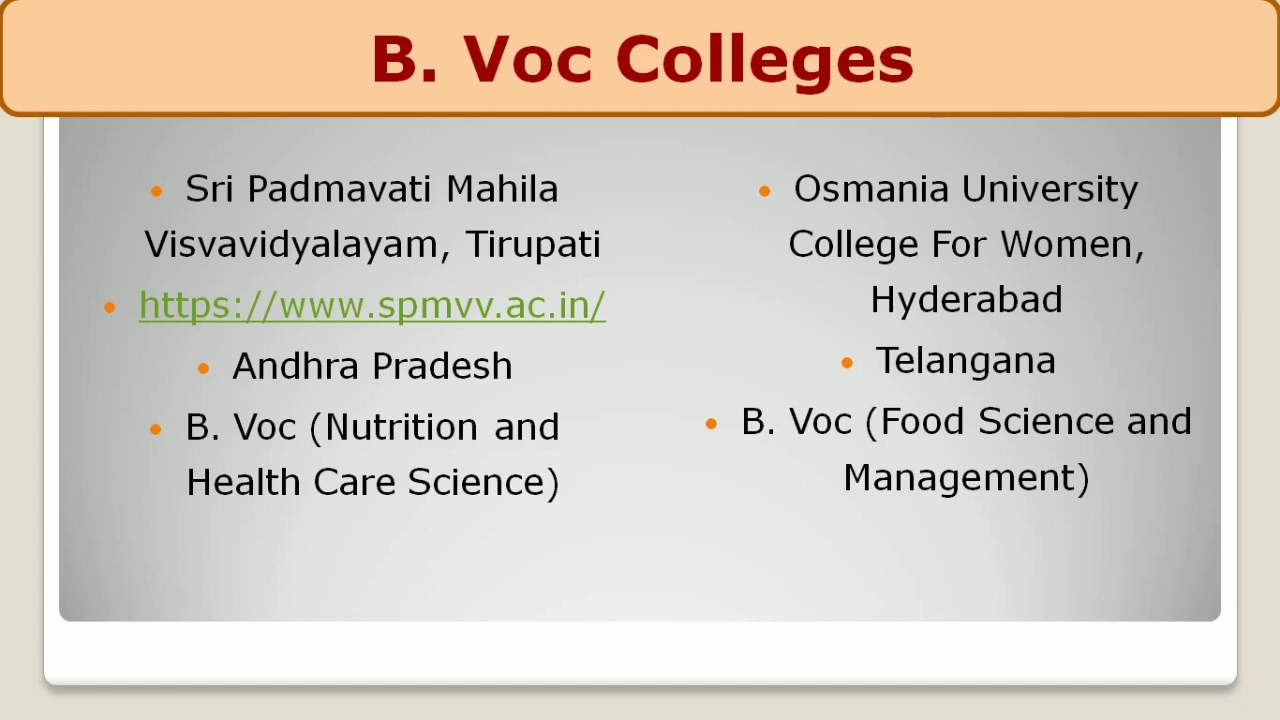 B. Voc Colleges
• Sri Padmavati Mahila
Visvavidyalayam, Tirupati
• https://www.spmvv.ac.in/
• Andhra Pradesh
• B. Voc (Nutrition and
Health Care Science)
• Osmania University
College For Women,
Hyderabad
• Telangana
• B. Voc (Food Science and
Management)